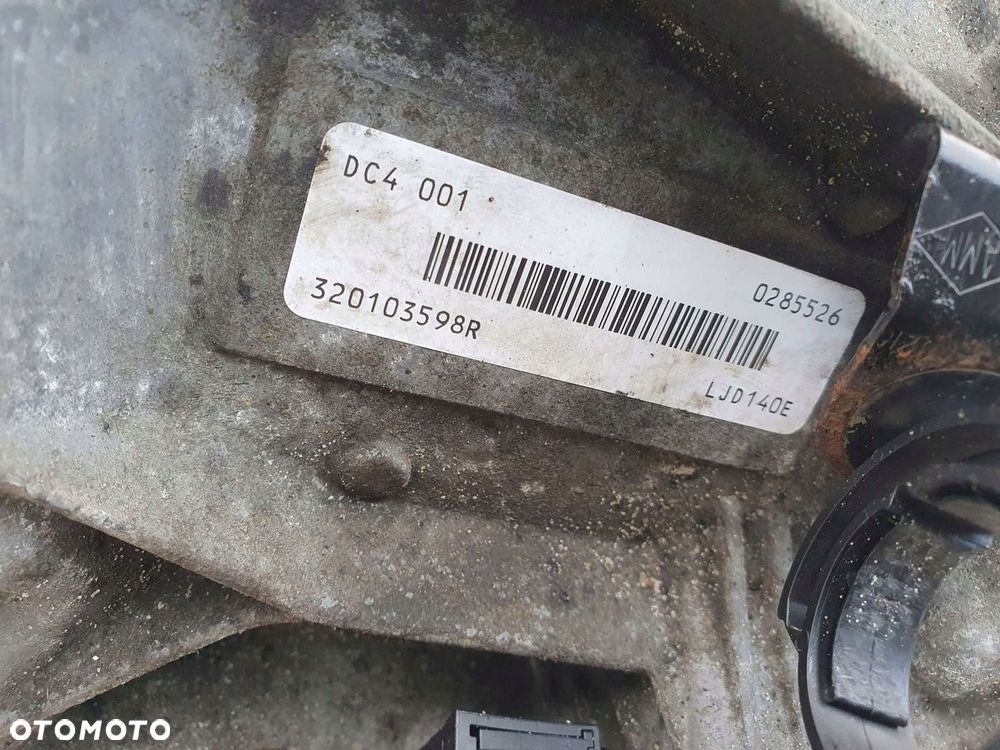 DC4 001
0285526
320103598R
LJD140E
OTOMOTO